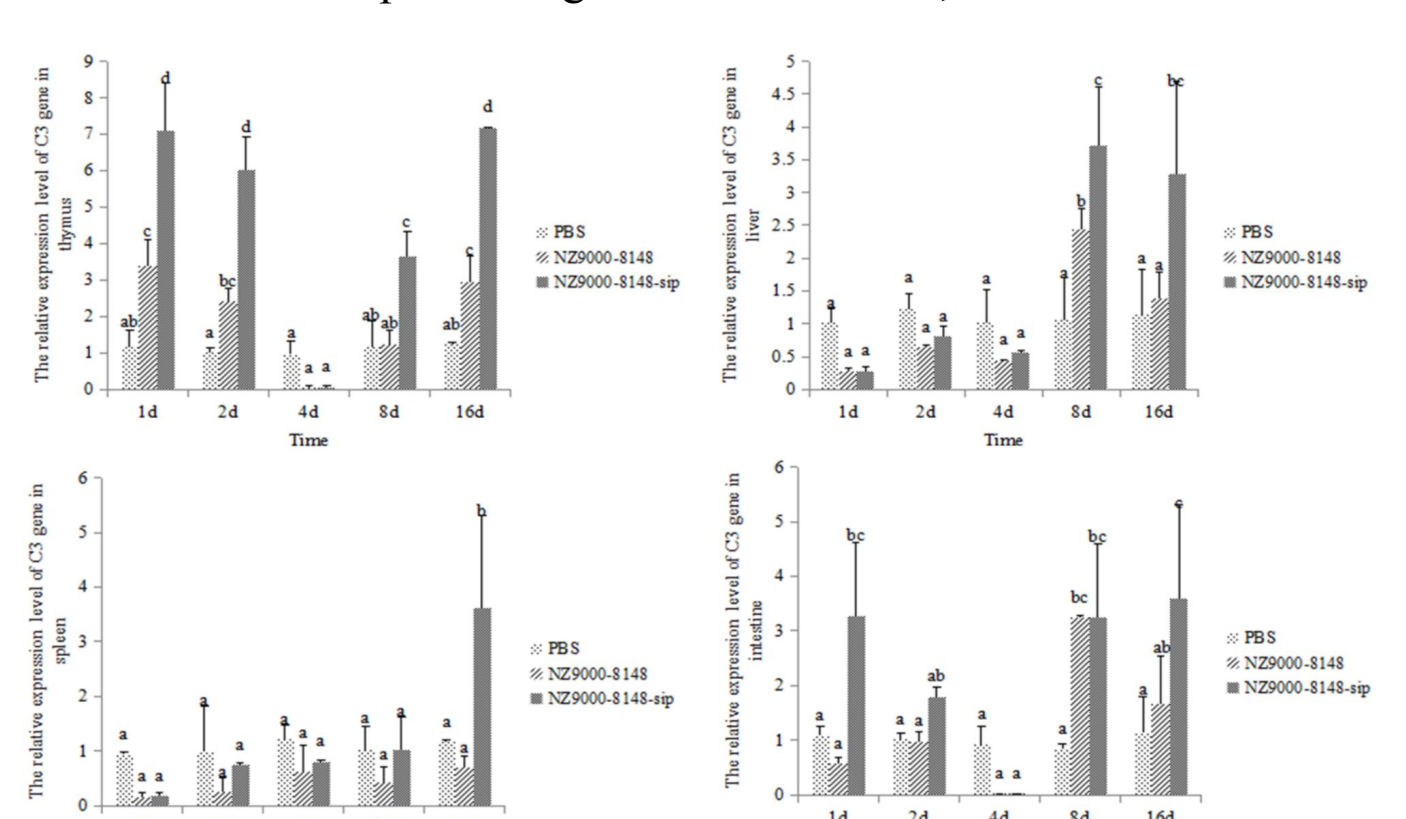 The relative expression level of C3 gene in
thymus
9
8
7
6
5
4
3
2
1
0
ab
c
d
a
bc
d
a
a
a
ab
ab
c
ab
c
d
1d
2d
4d
8d
16d
Time
PBS
NZ9000-8148
NZ9000-8148-sip
The relative expression level of C3 gene in
liver
5
4.5
4
3.5
3
2.5
2
1.5
1
0.5
0
a
a
a
a
a
a
a
a
a
a
b
c
a
a
bc
1d
2d
4d
8d
16d
Time
PBS
NZ9000-8148
NZ9000-8148-sip
The relative expression level of C3 gene in
spleen
6
5
4
3
2
1
0
a
a
a
a
a
a
a
a
a
a
a
a
a
a
b
PBS
NZ9000-8148
NZ9000-8148-sip
The relative expression level of C3 gene in
intestine
6
5
4
3
2
1
0
a
a
bc
a
a
ab
a
a
a
a
bc
bc
a
ab
c
1d
2d
4d
8d
16d
PBS
NZ9000-8148
NZ9000-8148-sip